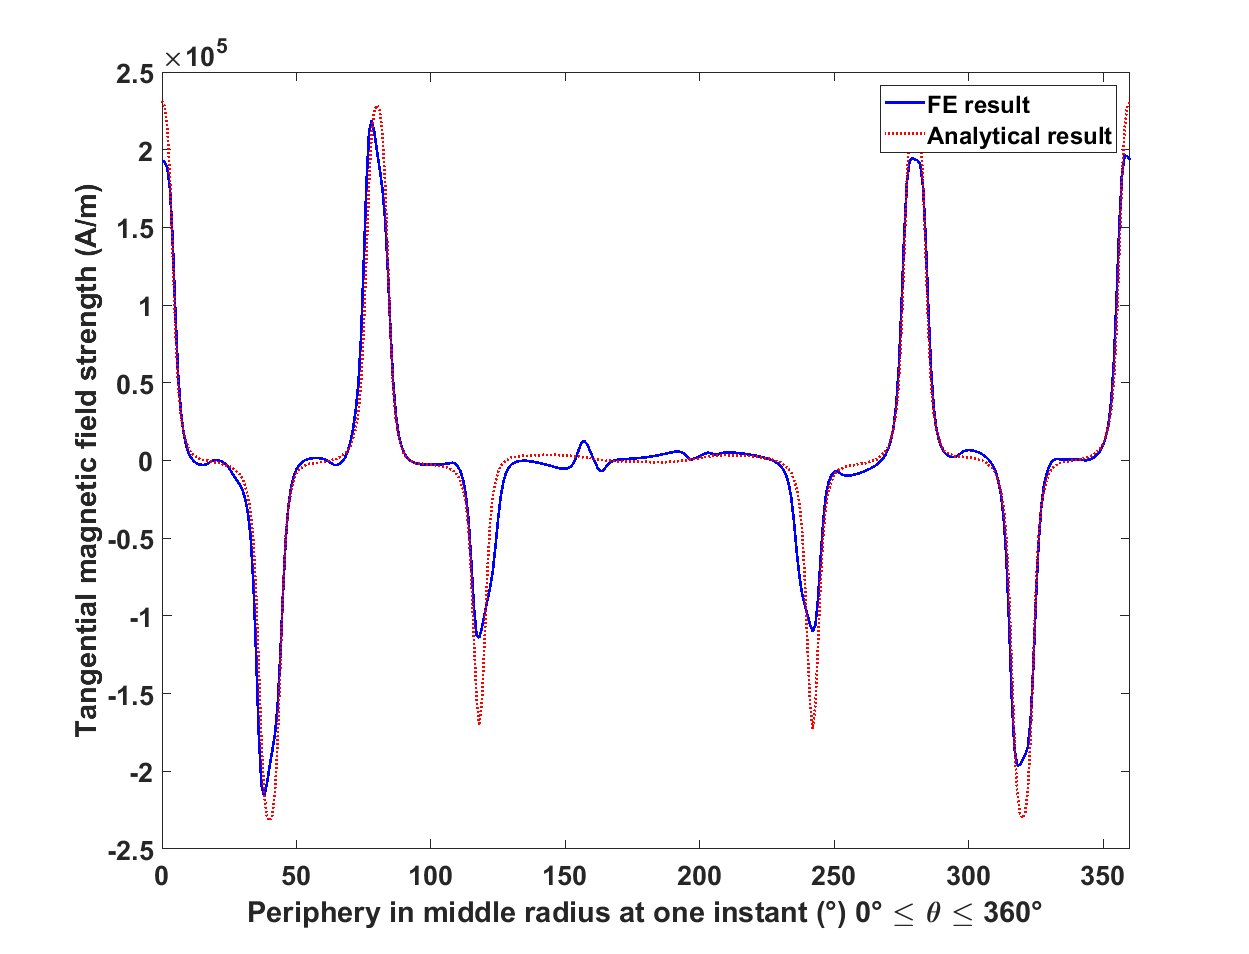 ×10⁵
2.5
2
1.5
1
0.5
0
-0.5
-1
-1.5
-2
-2.5
Tangential magnetic field strength (A/m)
FE result
Analytical result
0 50 100 150 200 250 300 350
Periphery in middle radius at one instant (°) 0° ≤ θ ≤ 360°